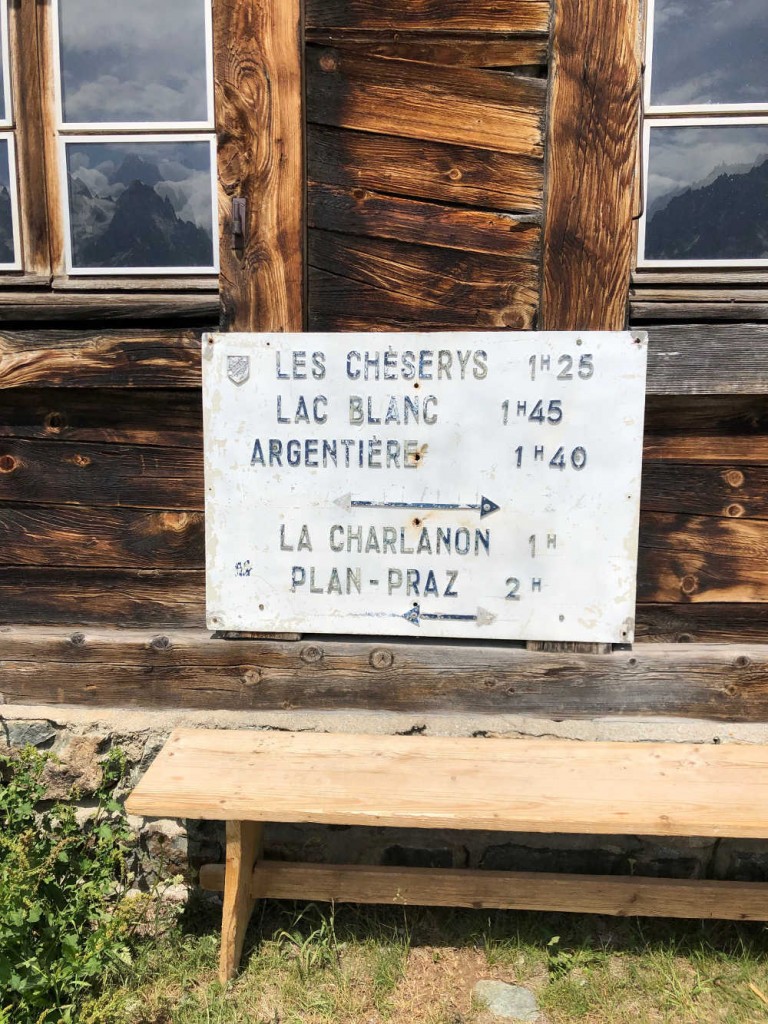 LES CHÉSERYS 1H25
LAC BLANC 1H45
ARGENTIÈRE 1H40
LA CHARLANON 1H
PLAN-PRAZ 2H